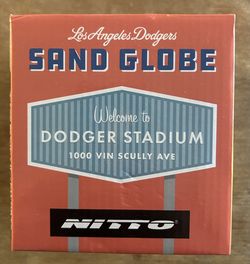 Los Angeles Dodgers
SAND GLOBE
Welcome to
DODGER STADIUM
1000 VIN SCULLY AVE
NITTO